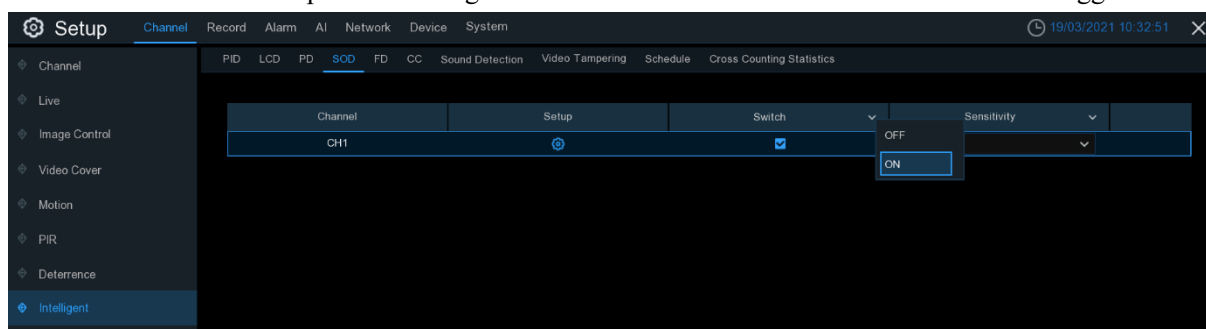 Setup Channel Record Alarm AI Network Device System 19/03/2021 10:32:51
PID LCD PD SOD FD CC Sound Detection Video Tampering Schedule Cross Counting Statistics
Channel
Live
Image Control
Video Cover
Motion
PIR
Deterrence
Intelligent
Channel Setup Switch Sensitivity
CH1
OFF
ON